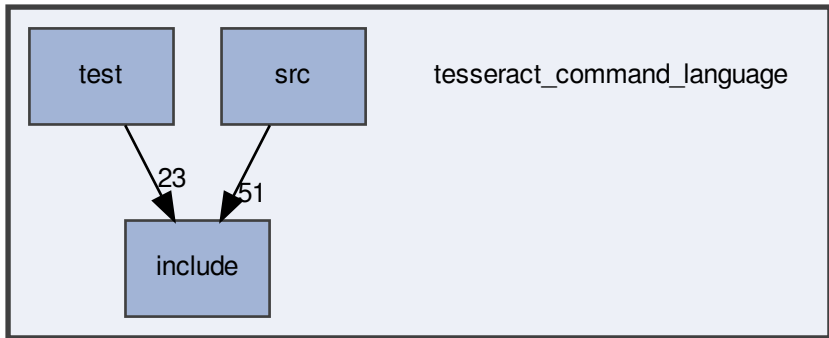 test
src
tesseract_command_language
23
51
include